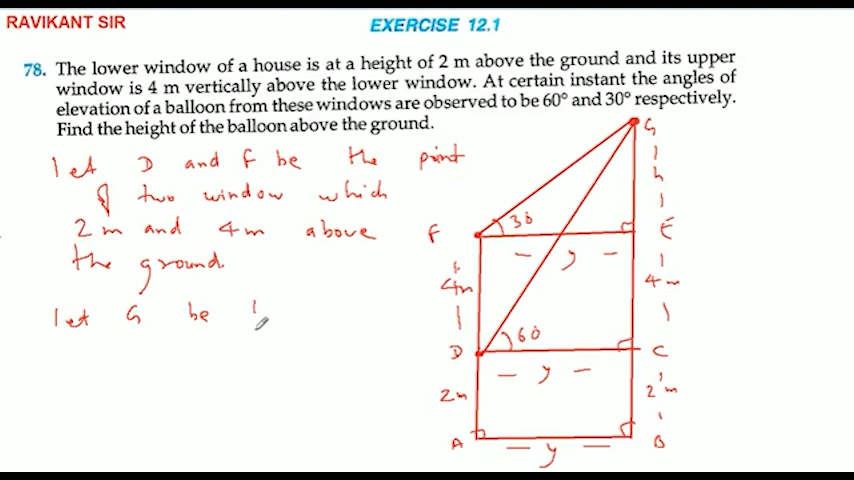 RAVIKANT SIR
EXERCISE 12.1
78. The lower window of a house is at a height of 2 m above the ground and its upper
window is 4 m vertically above the lower window. At certain instant the angles of
elevation of a balloon from these windows are observed to be 60° and 30° respectively.
Find the height of the balloon above the ground.
let D and F be the point
of two window which
2m and 4m above
the ground.
let G be
G
h
F 30 E
y
4m 4m
60
D C
y
2m 2m
A B
y